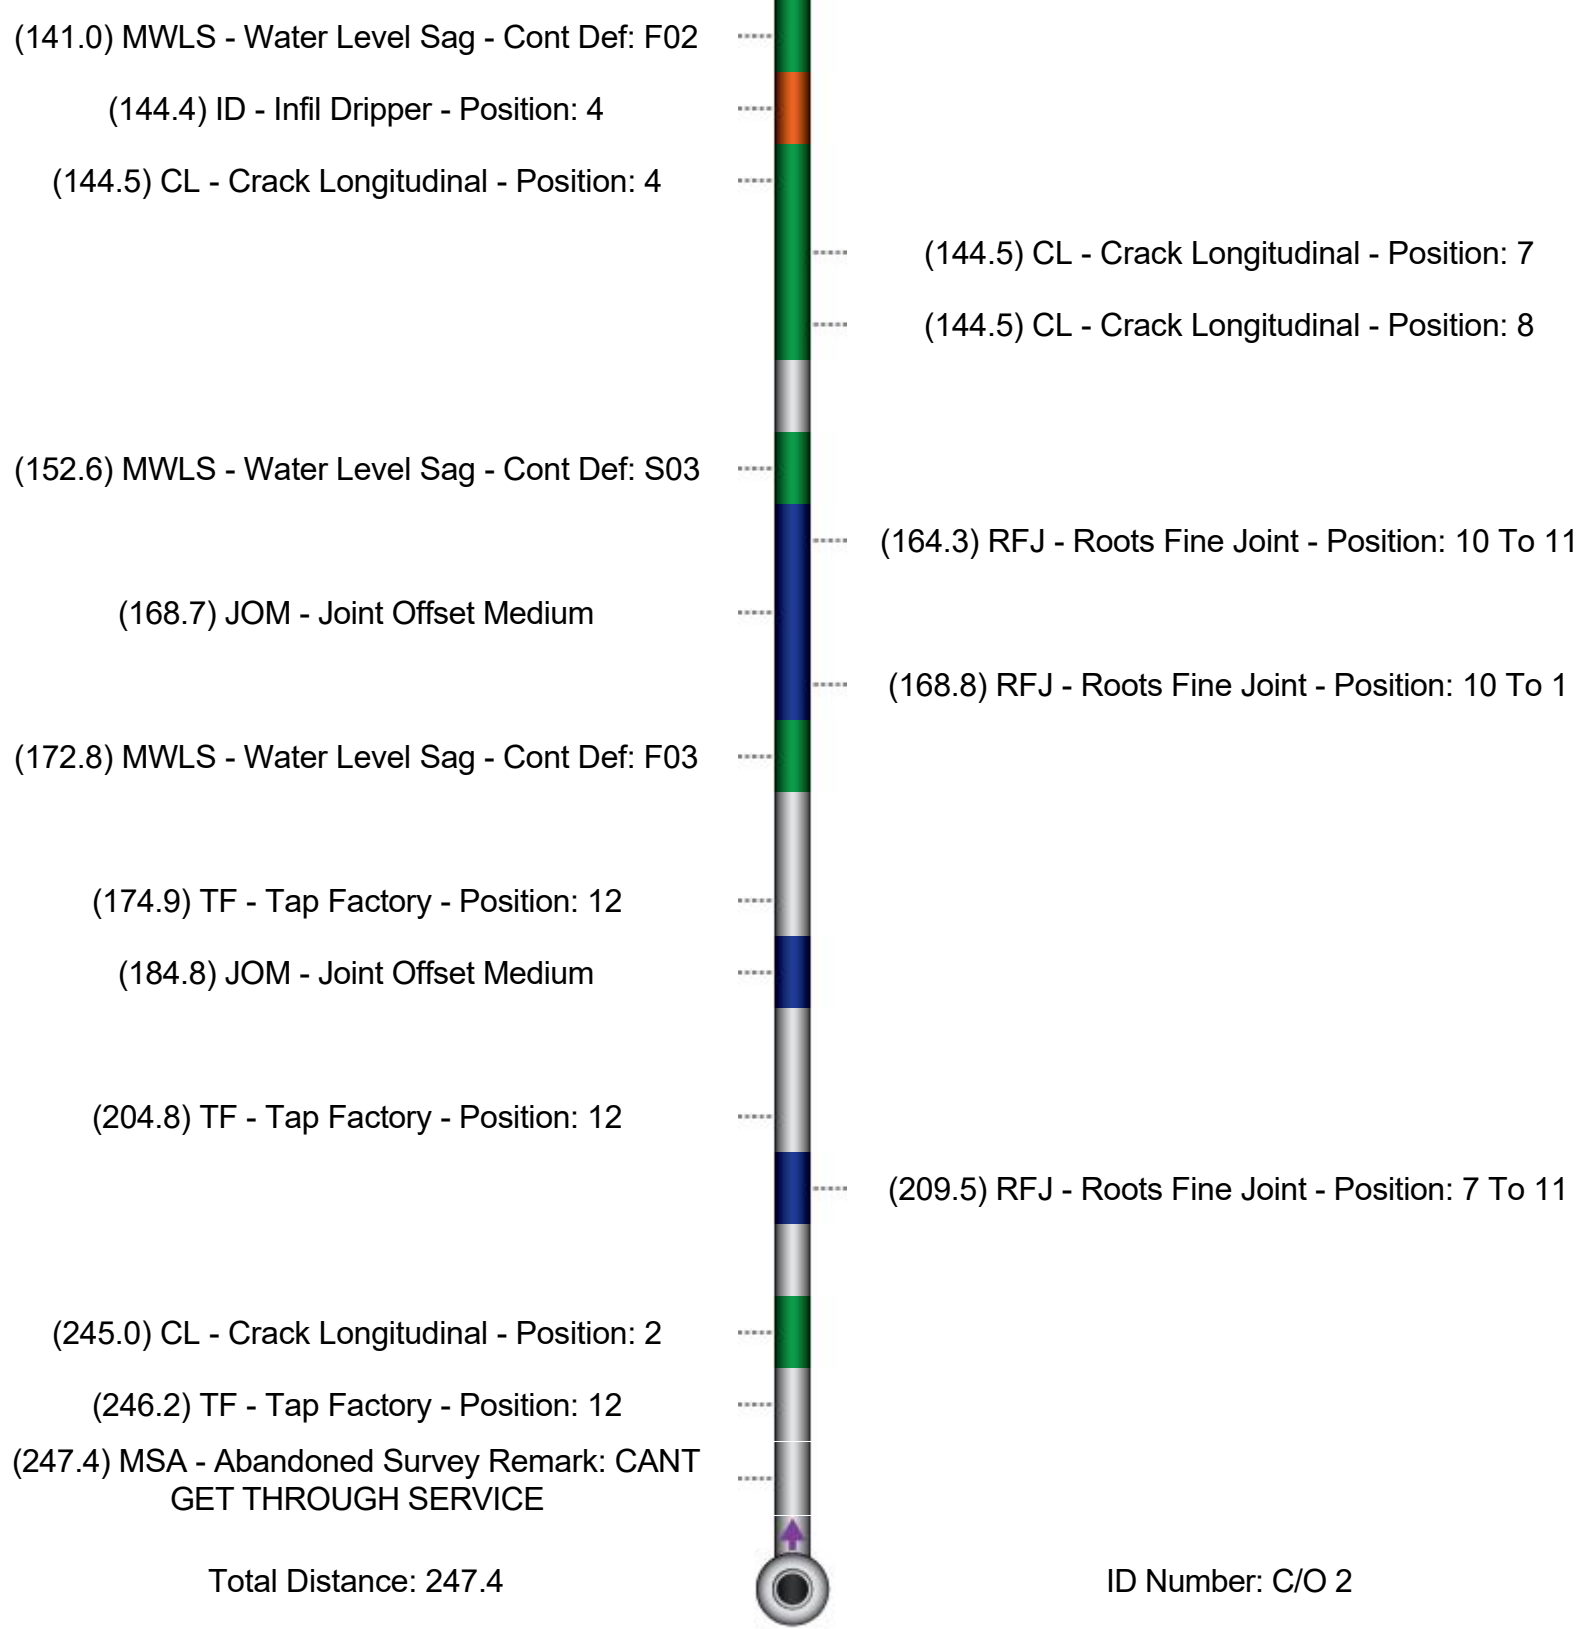 (141.0) MWLS - Water Level Sag - Cont Def: F02
(144.4) ID - Infil Dripper - Position: 4
(144.5) CL - Crack Longitudinal - Position: 4
(144.5) CL - Crack Longitudinal - Position: 7
(144.5) CL - Crack Longitudinal - Position: 8
(152.6) MWLS - Water Level Sag - Cont Def: S03
(164.3) RFJ - Roots Fine Joint - Position: 10 To 11
(168.7) JOM - Joint Offset Medium
(168.8) RFJ - Roots Fine Joint - Position: 10 To 1
(172.8) MWLS - Water Level Sag - Cont Def: F03
(174.9) TF - Tap Factory - Position: 12
(184.8) JOM - Joint Offset Medium
(204.8) TF - Tap Factory - Position: 12
(209.5) RFJ - Roots Fine Joint - Position: 7 To 11
(245.0) CL - Crack Longitudinal - Position: 2
(246.2) TF - Tap Factory - Position: 12
(247.4) MSA - Abandoned Survey Remark: CANT
GET THROUGH SERVICE
Total Distance: 247.4
ID Number: C/O 2